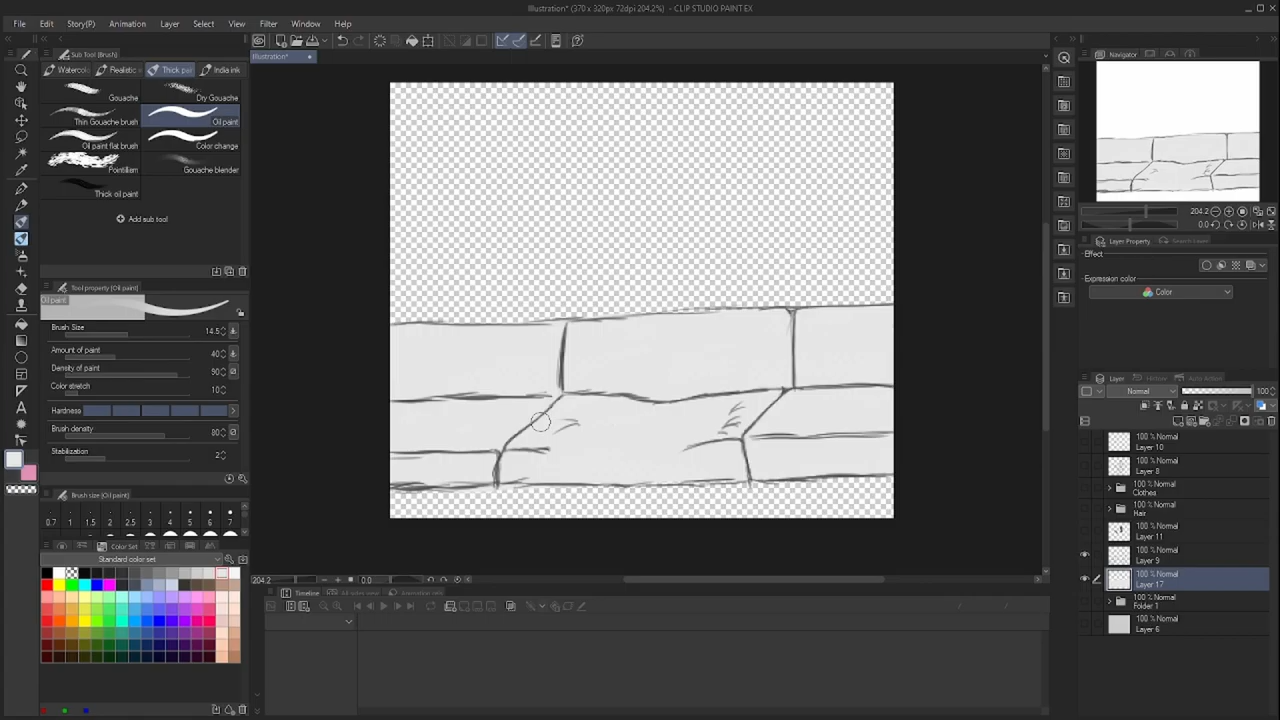 Illustration* (370 x 320px 72dpi 204.2%) - CLIP STUDIO PAINT EX
File Edit Story(P) Animation Layer Select View Filter Window Help
Sub Tool (Brush)
Illustration*
Navigator
Realistic
India ink
Gouache
Dry Gouache
Thin Gouache brush
Oil paint
Oil paint flat brush
Color change
Pointillism
Gouache blender
Thick oil paint
Add sub tool
Tool property (Oil paint)
Oil paint
Brush Size 14.5
Amount of paint 40
Density of paint 90
Color stretch 10
Hardness
Brush density 80
Stabilization 2
Brush size (Oil paint)
0.7 1 1.5 2 2.5 3 4 5 6 7
Color Set
Standard color set
204.2
0.0
Layer Property
Search Layer
Effect
Expression color
Color
Layer
Auto Action
Normal 100
100 % Normal
Layer 10
100 % Normal
Layer 8
100 % Normal
Clothes
100 % Normal
Hair
100 % Normal
Layer 11
100 % Normal
Layer 9
100 % Normal
Layer 17
100 % Normal
Folder 1
100 % Normal
Layer 6
204.2
0.0
Timeline